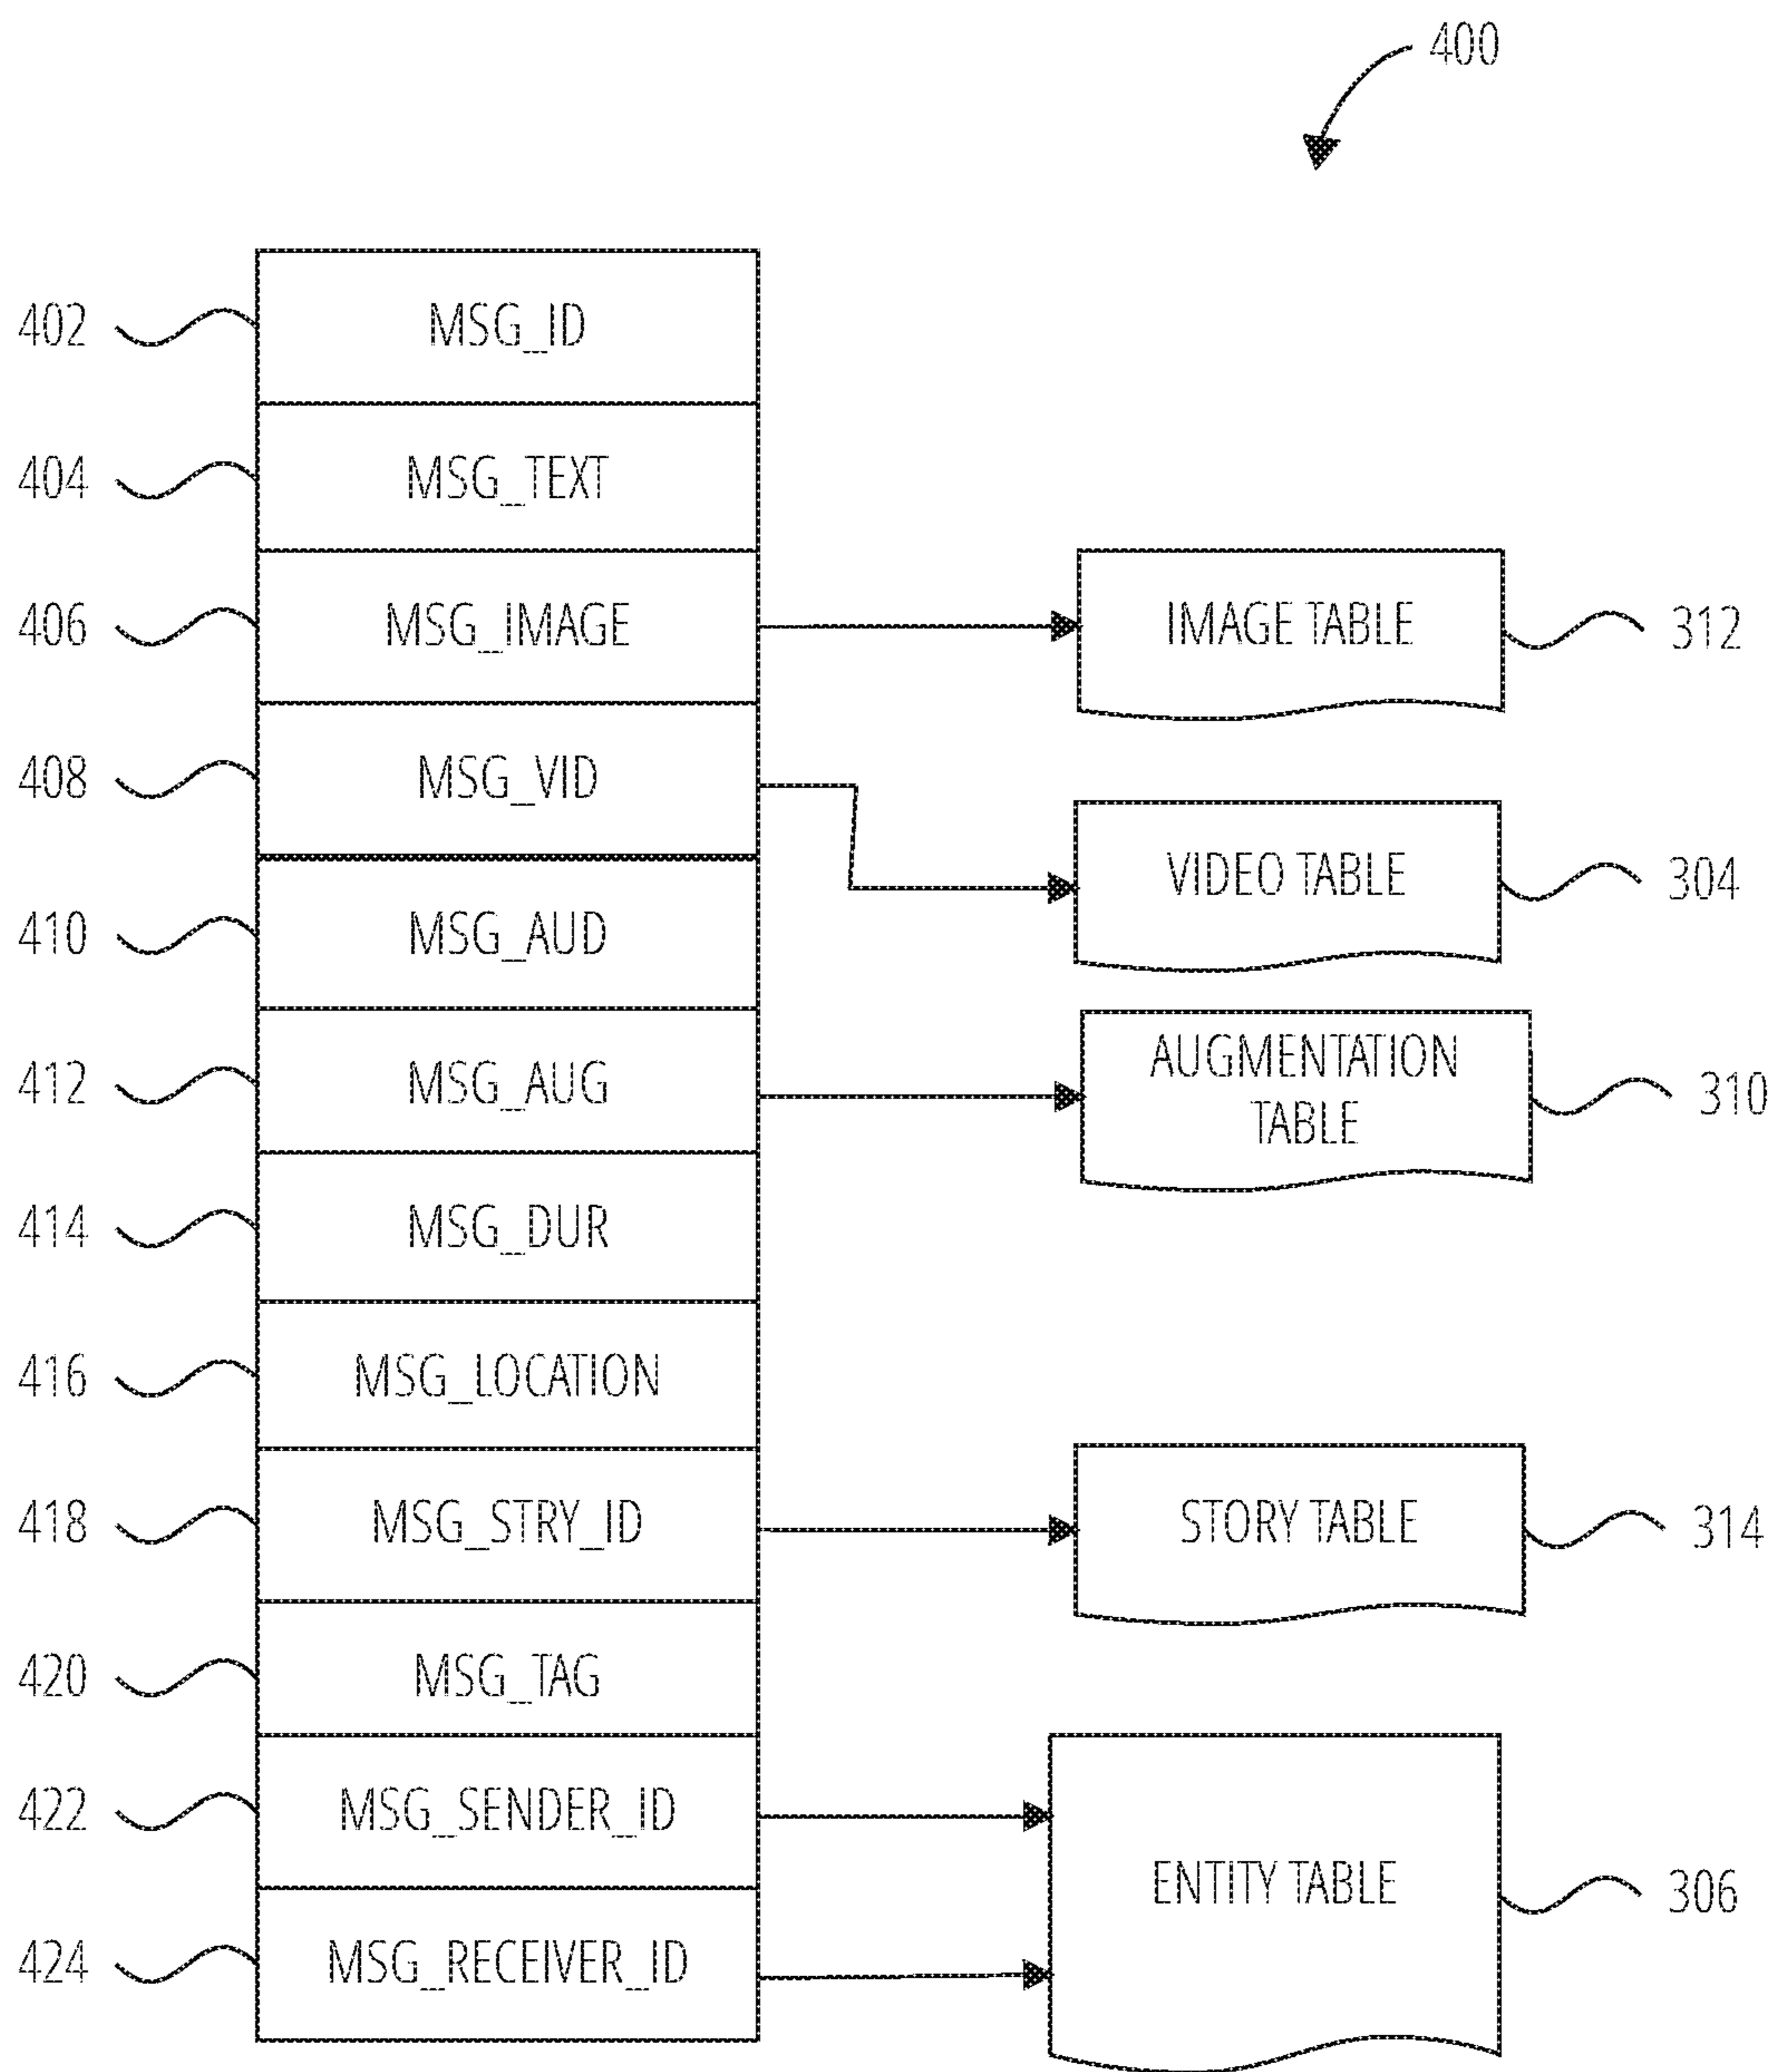 400
402 MSG_ID
404 MSG_TEXT
406 MSG_IMAGE IMAGE TABLE 312
408 MSG_VID VIDEO TABLE 304
410 MSG_AUD
412 MSG_AUG AUGMENTATION
TABLE 310
414 MSG_DUR
416 MSG_LOCATION
418 MSG_STRY_ID STORY TABLE 314
420 MSG_TAG
422 MSG_SENDER_ID
ENTITY TABLE 306
424 MSG_RECEIVER_ID